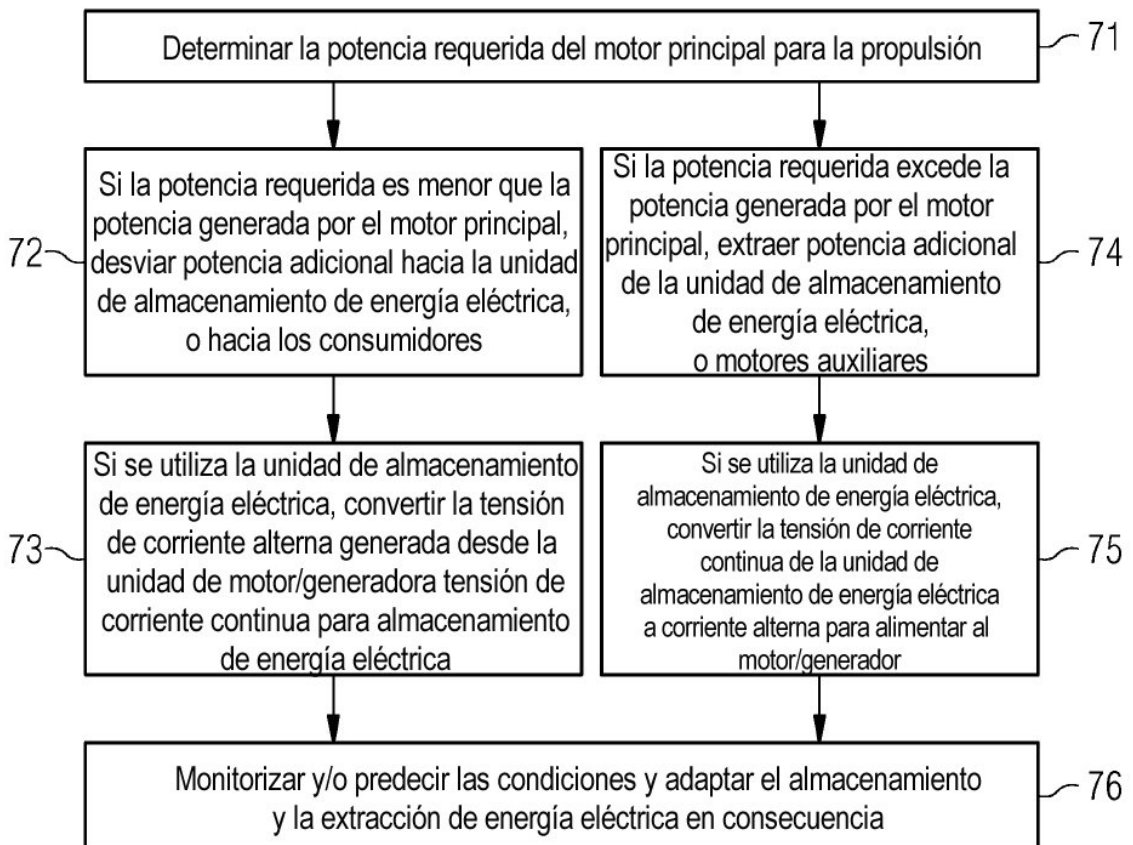 Determinar la potencia requerida del motor principal para la propulsión
71
Si la potencia requerida es menor que la
potencia generada por el motor principal,
desviar potencia adicional hacia la unidad
de almacenamiento de energía eléctrica,
o hacia los consumidores
72
Si la potencia requerida excede la
potencia generada por el motor
principal, extraer potencia adicional
de la unidad de almacenamiento
de energía eléctrica,
o motores auxiliares
74
Si se utiliza la unidad de almacenamiento
de energía eléctrica, convertir la tensión
de corriente alterna generada desde la
unidad de motor/generadora tensión de
corriente continua para almacenamiento
de energía eléctrica
73
Si se utiliza la unidad de
almacenamiento de energía eléctrica,
convertir la tensión de corriente
continua de la unidad de
almacenamiento de energía eléctrica
a corriente alterna para alimentar al
motor/generador
75
Monitorizar y/o predecir las condiciones y adaptar el almacenamiento
y la extracción de energía eléctrica en consecuencia
76